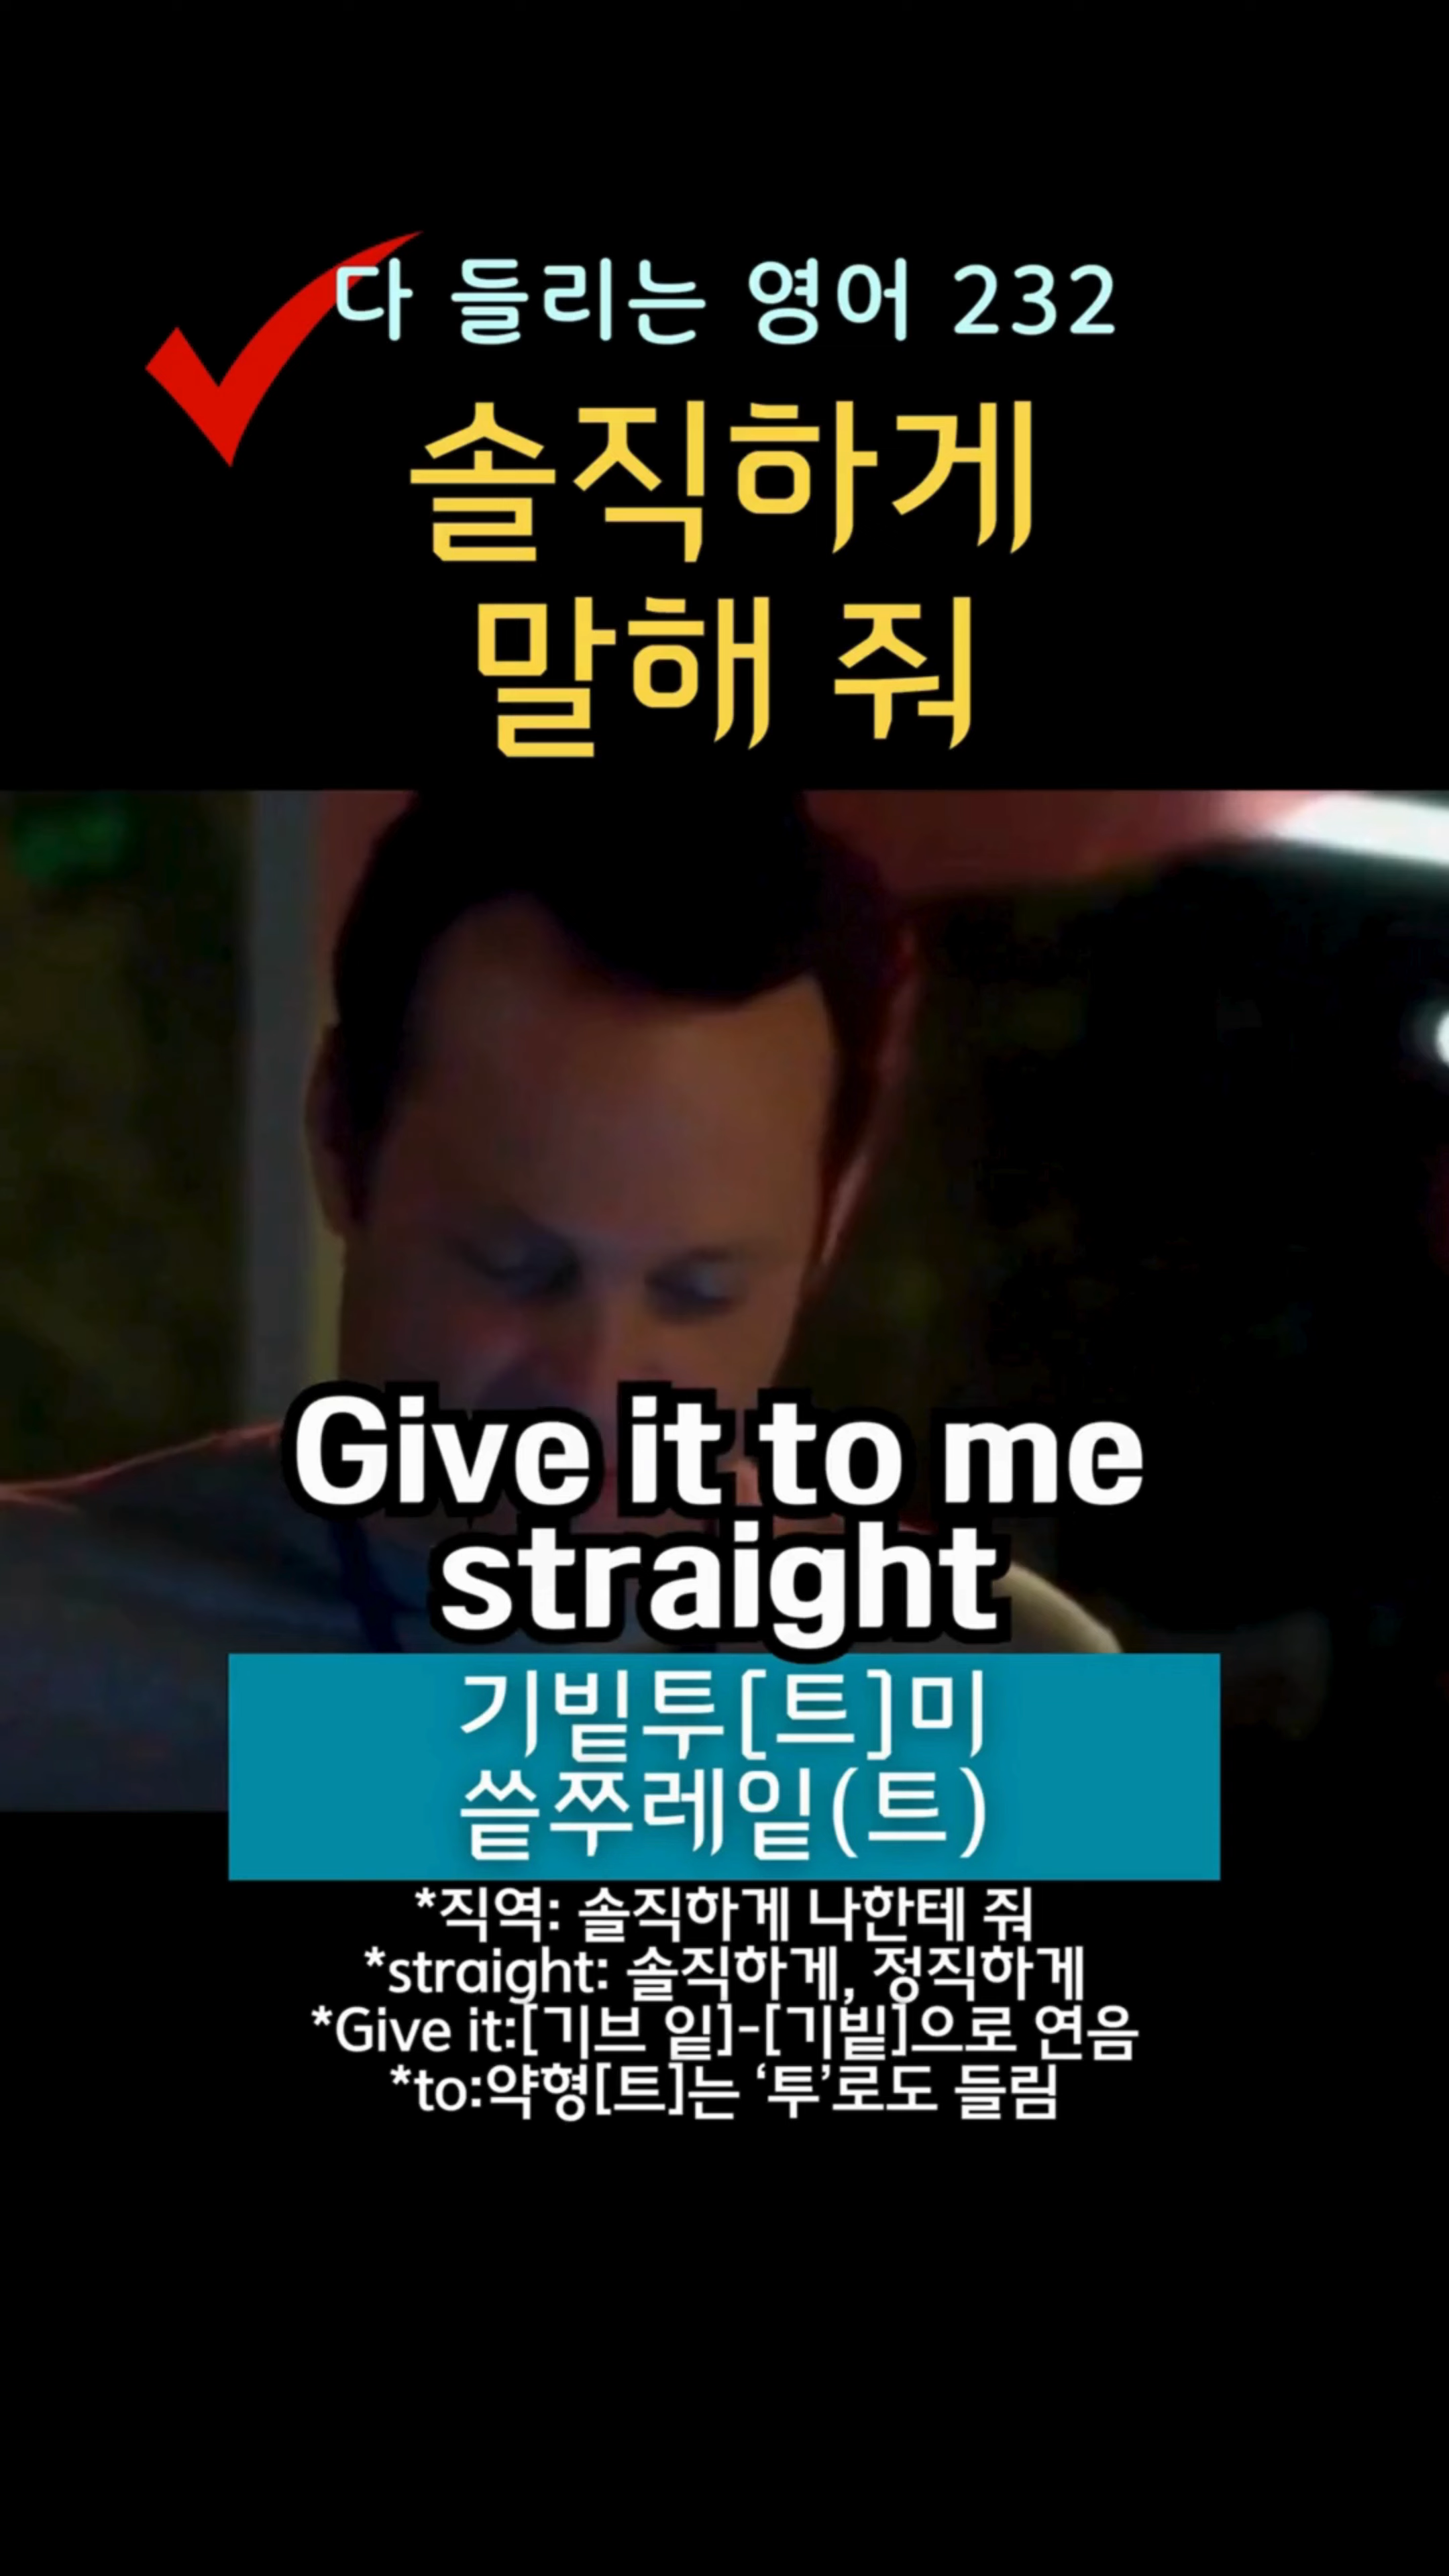 다 들리는 영어 232
솔직하게
말해 줘
Give it to me
straight
기빝투[트]미
쓷쭈레잍(트)
*직역: 솔직하게 나한테 줘
*straight: 솔직하게, 정직하게
*Give it:[기브 잍]-[기빝]으로 연음
*to:약형[트]는 ‘투’로도 들림